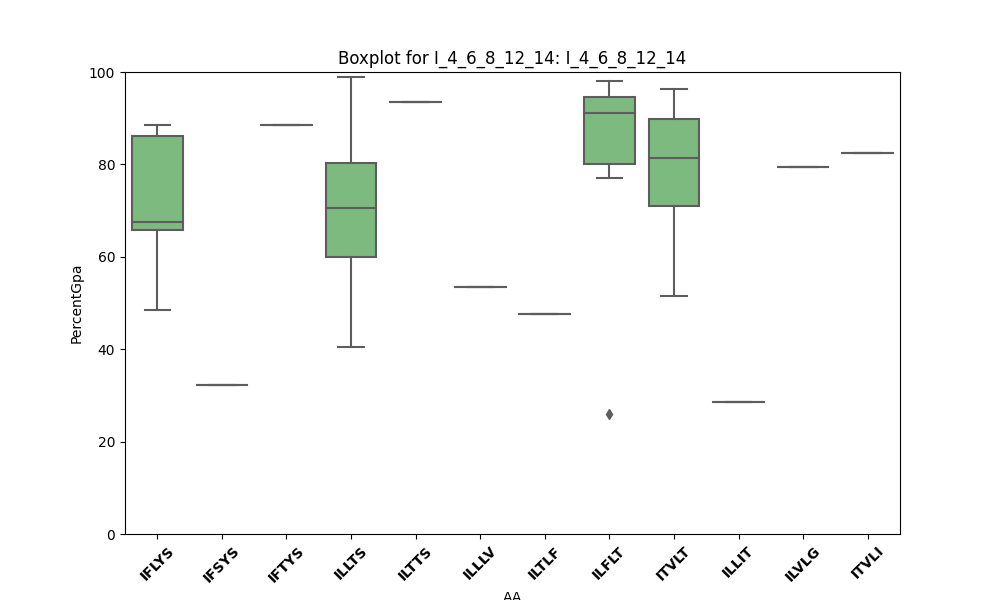 Boxplot for I_4_6_8_12_14: I_4_6_8_12_14
100
80
60
40
20
0
PercentGpa
IFLYS
IFSYS
IFTYS
ILLTS
ILTTS
ILLLV
ILTLF
ILFLT
ITVLT
ILLIT
ILVLG
ITVLI
AA